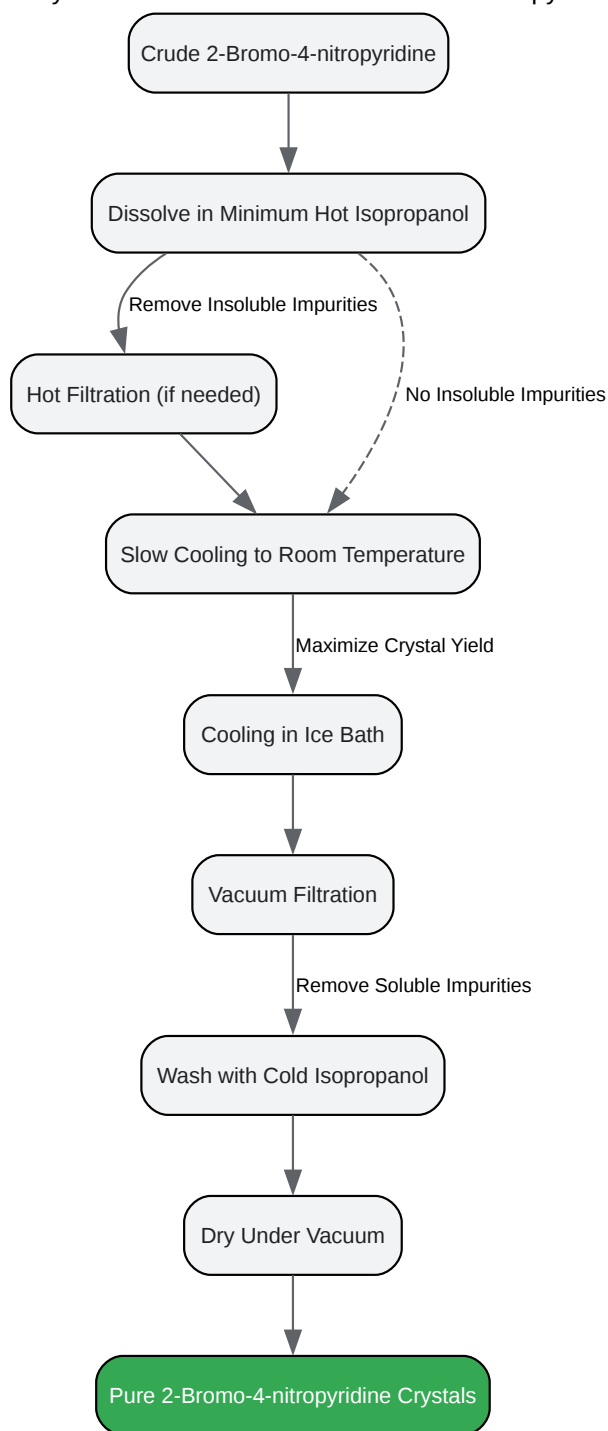 Crude 2-Bromo-4-nitropyridine
Dissolve in Minimum Hot Isopropanol
Remove Insoluble Impurities
Hot Filtration (if needed)
No Insoluble Impurities
Slow Cooling to Room Temperature
Maximize Crystal Yield
Cooling in Ice Bath
Vacuum Filtration
Remove Soluble Impurities
Wash with Cold Isopropanol
Dry Under Vacuum
Pure 2-Bromo-4-nitropyridine Crystals